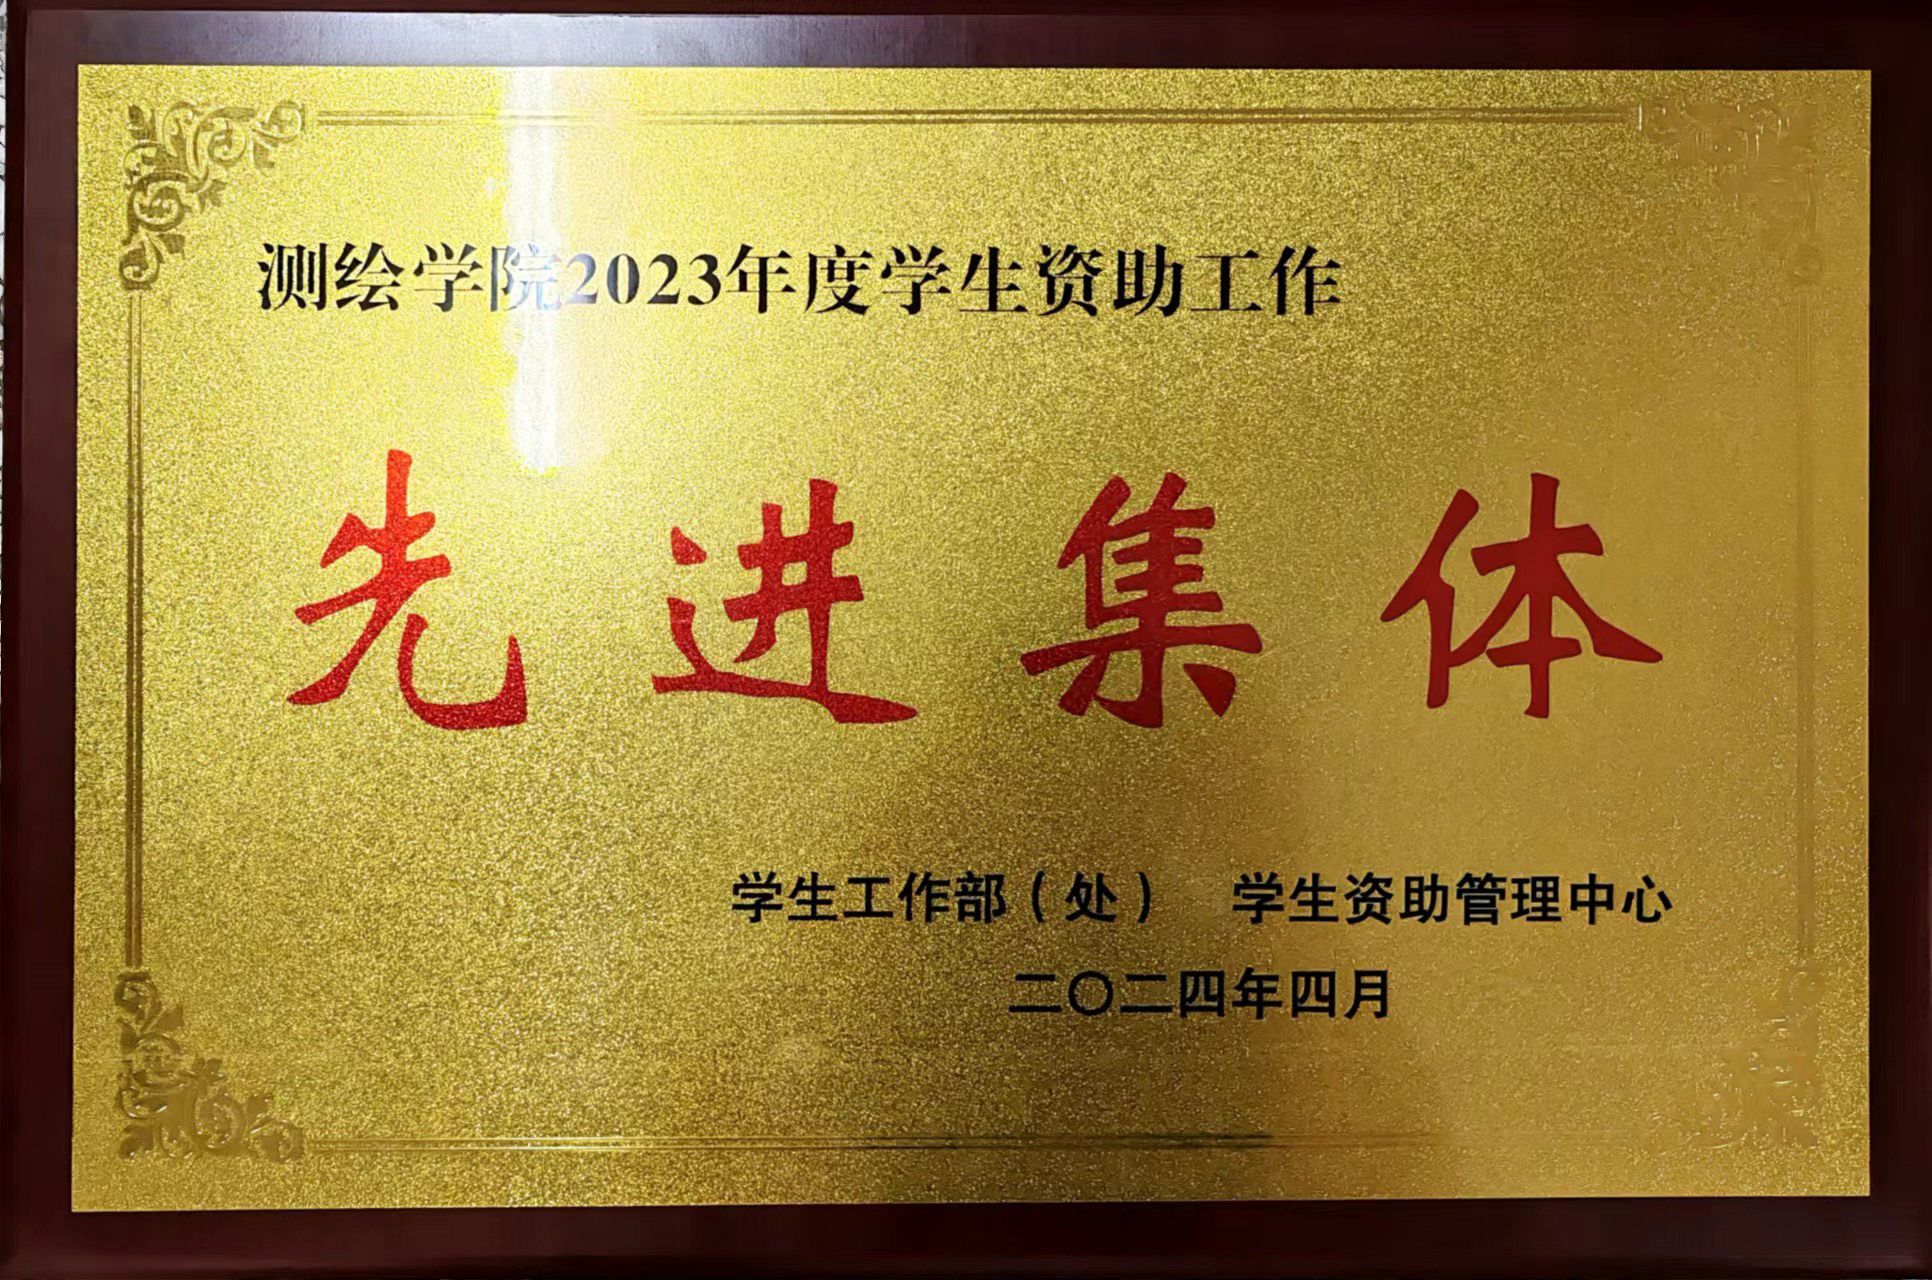 测绘学院2023年度学生资助工作
先进集体
学生工作部（处） 学生资助管理中心
二〇二四年四月